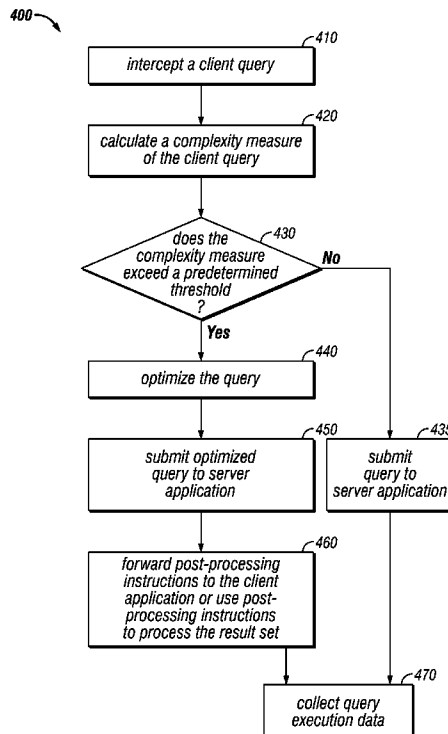 400
410
intercept a client query
420
calculate a complexity measure
of the client query
430
does the
complexity measure
exceed a predetermined
threshold
?
No
Yes
440
optimize the query
450
submit optimized
query to server
application
435
submit
query to
server application
460
forward post-processing
instructions to the client
application or use post-
processing instructions
to process the result set
470
collect query
execution data